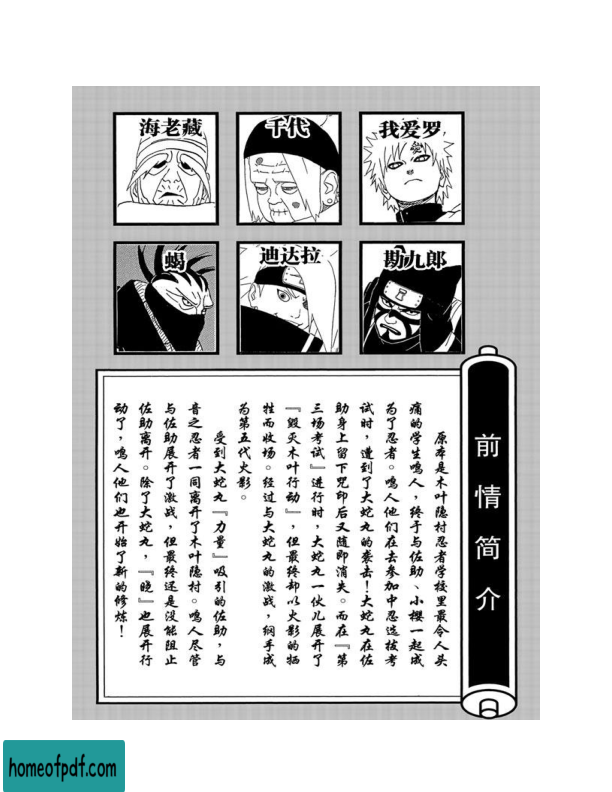 海老藏
千代
我爱罗
蝎
迪达拉
勘九郎
前情简介
原本是木叶隐村忍者学校里最令人头
痛的学生鸣人，终于与佐助、小樱一起成
为了忍者。鸣人他们在去参加中忍选拔考
试时，遭到了大蛇丸的袭击！大蛇丸在佐
助身上留下咒印后又随即消失。而在『第
三场考试』进行时，大蛇丸一伙儿展开了
『毁灭木叶行动』，但最终却以火影的牺
牲而收场。经过与大蛇丸的激战，纲手成
为第五代火影。
受到大蛇丸『力量』吸引的佐助，与
音之忍者一同离开了木叶隐村。鸣人尽管
与佐助展开了激战，但最终还是没能阻止
佐助离开。除了大蛇丸，『晓』也展开行
动了，鸣人他们也开始了新的修炼！
homeofpdf.com